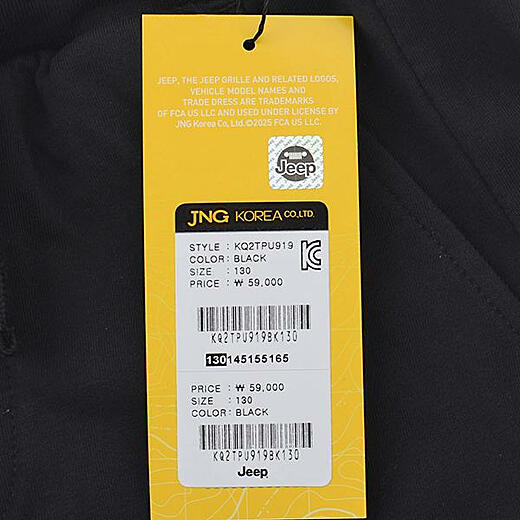 JEEP, THE JEEP GRILLE AND RELATED LOGOS,
VEHICLE MODEL NAMES AND
TRADE DRESS ARE TRADEMARKS
OF FCA US LLC AND USED UNDER LICENSE BY
JNG Korea Co, Ltd.©2025 FCA US LLC.
Jeep
JNG KOREA CO.,LTD.
STYLE : KQ2TPU919
COLOR : BLACK
SIZE : 130
PRICE : ₩ 59,000
KQ2TPU919BK130
130145155165
PRICE : ₩ 59,000
SIZE : 130
COLOR : BLACK
KQ2TPU919BK130
Jeep